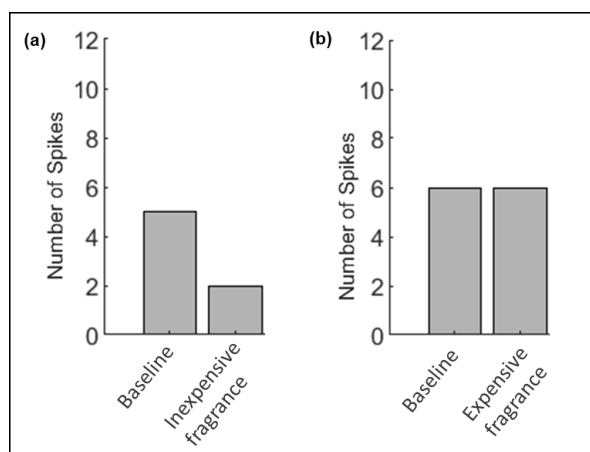 (a)
Number of Spikes
12
10
8
6
4
2
0
Baseline
Inexpensive
fragrance
(b)
Number of Spikes
12
10
8
6
4
2
0
Baseline
Expensive
fragrance